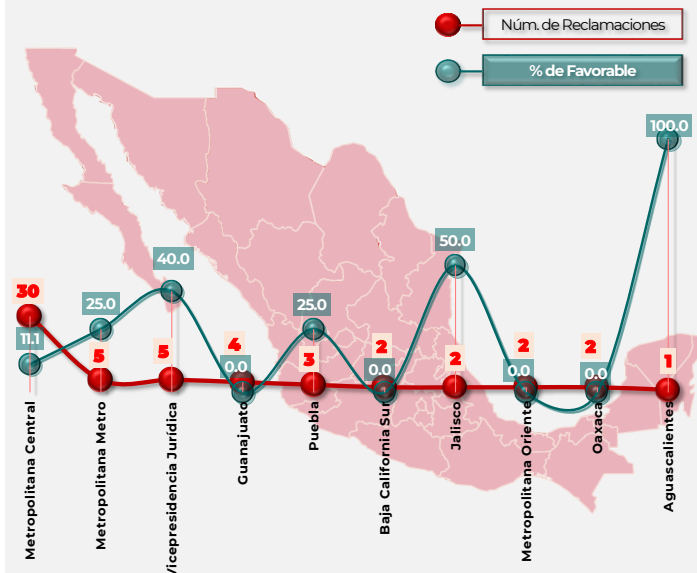 Núm. de Reclamaciones
% de Favorable
100.0
50.0
40.0
30
25.0
25.0
11.1
5
5
4
0.0
3
2
0.0
2
2
0.0
2
0.0
1
Metropolitana Central
Metropolitana Metro
Vicepresidencia Jurídica
Guanajuato
Puebla
Baja California Sur
Jalisco
Metropolitana Oriente
Oaxaca
Aguascalientes